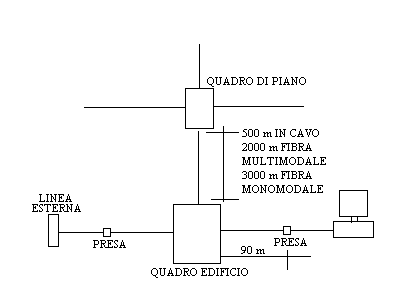 QUADRO DI PIANO
500 m IN CAVO
2000 m FIBRA
MULTIMODALE
3000 m FIBRA
MONOMODALE
LINEA
ESTERNA
PRESA
PRESA
90 m
QUADRO EDIFICIO